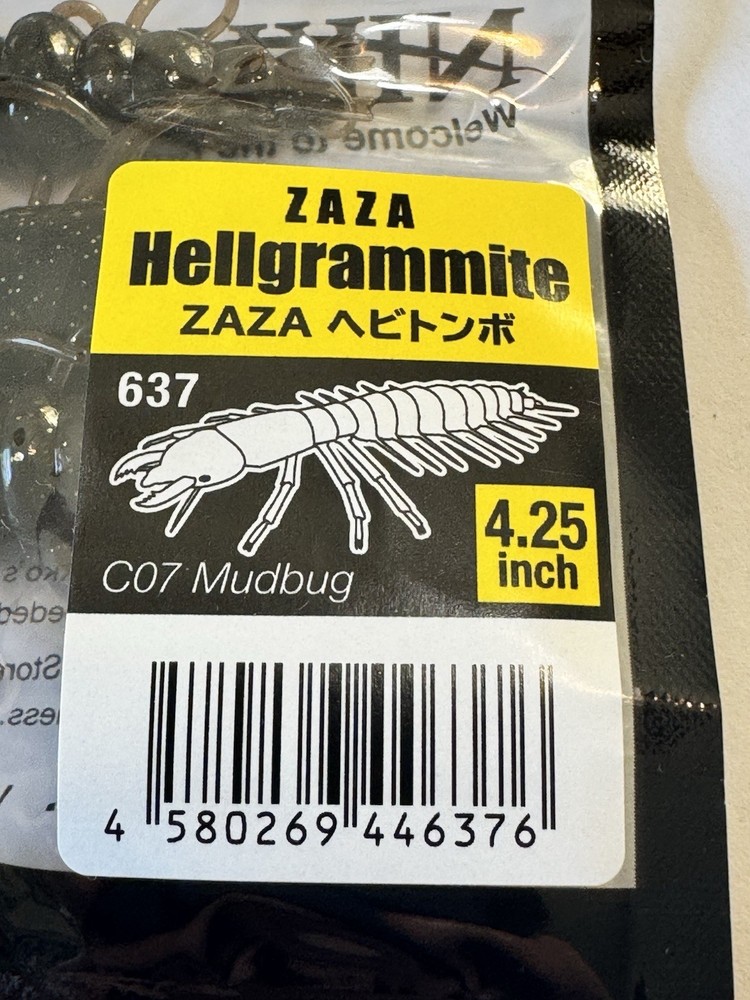 Welcome to the
ZAZA
Hellgrammite
ZAZA ヘビトンボ
637
4.25
inch
C07 Mudbug
4 580269 446376